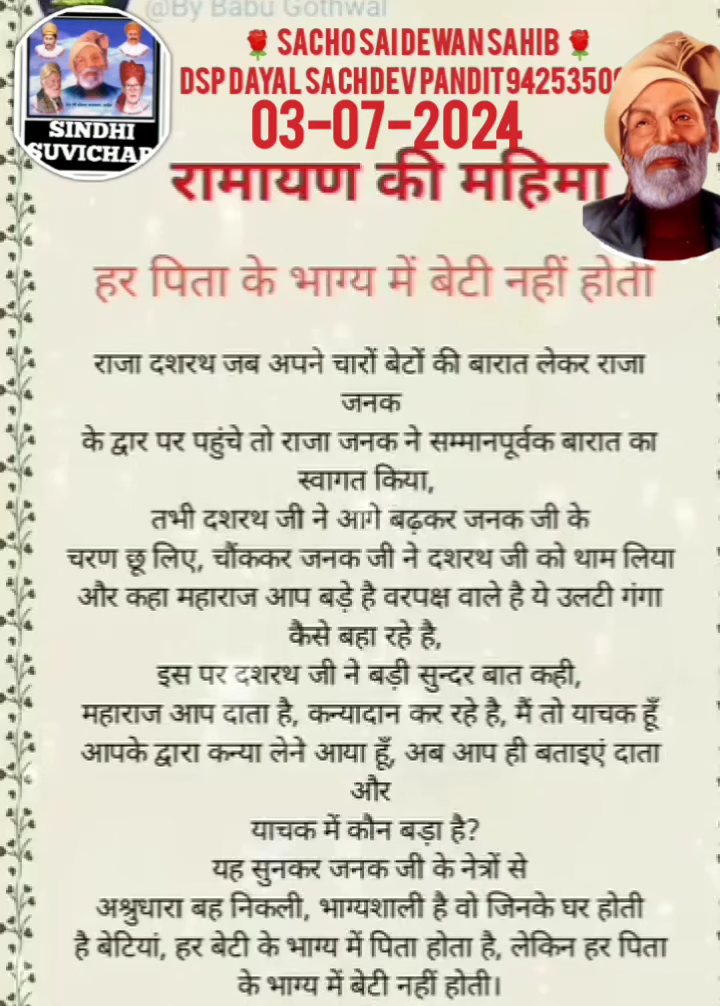 @By Babu Gothwal
SACHO SAI DEWAN SAHIB
DSP DAYAL SACHDEV PANDIT
03-07-2024
SINDHI
SUVICHAR
रामायण की महिमा
हर पिता के भाग्य में बेटी नहीं होती
राजा दशरथ जब अपने चारों बेटों की बारात लेकर राजा
जनक
के द्वार पर पहुंचे तो राजा जनक ने सम्मानपूर्वक बारात का
स्वागत किया,
तभी दशरथ जी ने आगे बढ़कर जनक जी के
चरण छू लिए, चौंककर जनक जी ने दशरथ जी को थाम लिया
और कहा महाराज आप बड़े है वरपक्ष वाले है ये उलटी गंगा
कैसे बहा रहे है,
इस पर दशरथ जी ने बड़ी सुन्दर बात कही,
महाराज आप दाता है, कन्यादान कर रहे है, मैं तो याचक हूँ
आपके द्वारा कन्या लेने आया हूँ, अब आप ही बताइएं दाता
और
याचक में कौन बड़ा है?
यह सुनकर जनक जी के नेत्रों से
अश्रुधारा बह निकली, भाग्यशाली है वो जिनके घर होती
है बेटियां, हर बेटी के भाग्य में पिता होता है, लेकिन हर पिता
के भाग्य में बेटी नहीं होती।